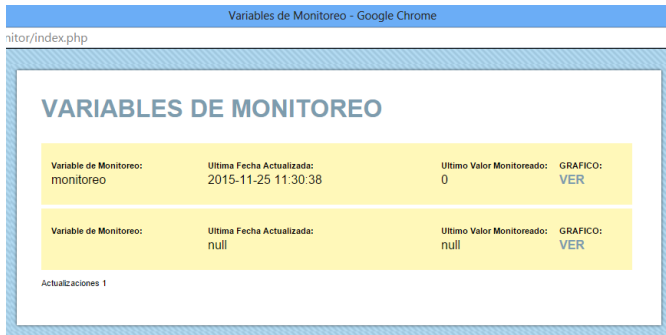 Variables de Monitoreo - Google Chrome
nitor/index.php
VARIABLES DE MONITOREO
Variable de Monitoreo: Ultima Fecha Actualizada: Ultimo Valor Monitoreado: GRAFICO:
monitoreo 2015-11-25 11:30:38 0 VER
Variable de Monitoreo: Ultima Fecha Actualizada: Ultimo Valor Monitoreado: GRAFICO:
null null VER
Actualizaciones 1